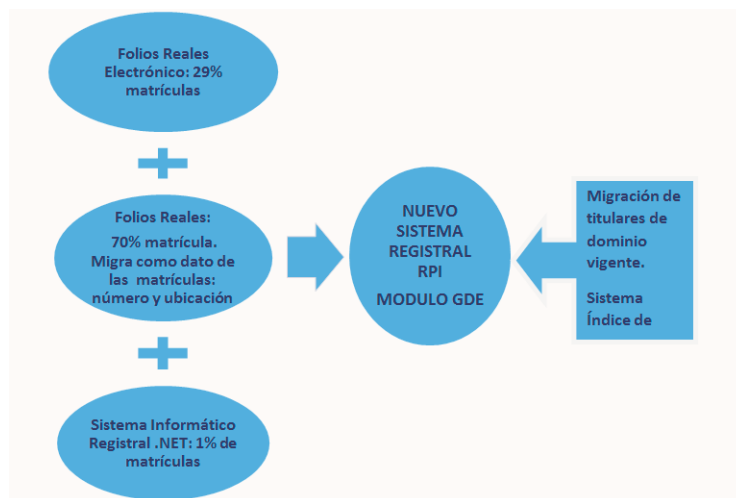 Folios Reales
Electrónico: 29%
matrículas
Folios Reales:
70% matrícula.
Migra como dato de
las matrículas:
número y ubicación
Sistema Informático
Registral .NET: 1% de
matrículas
NUEVO
SISTEMA
REGISTRAL
RPI
MODULO GDE
Migración de
titulares de
dominio
vigente.
Sistema
Índice de